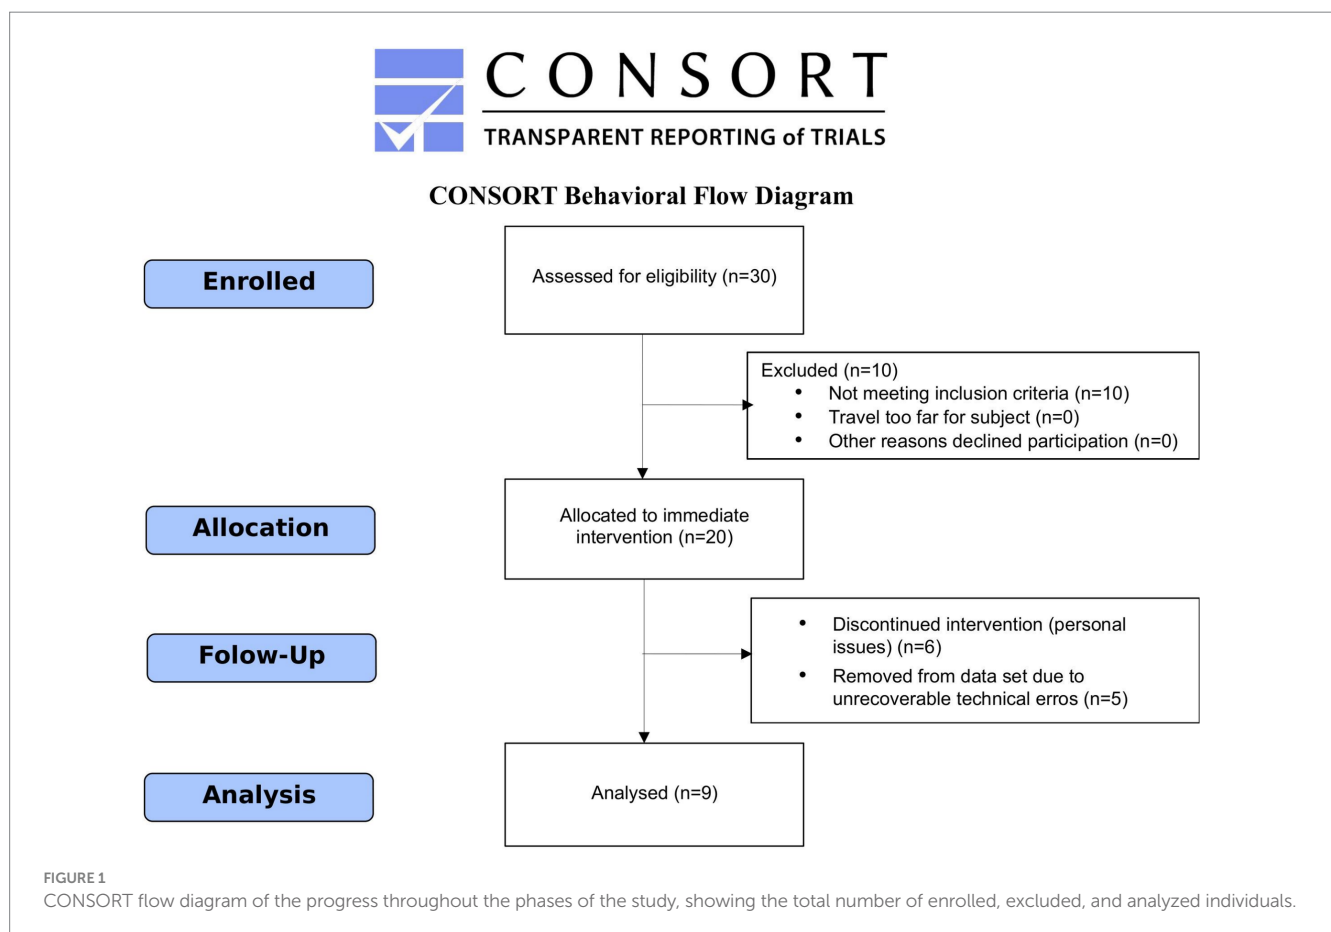 CONSORT
TRANSPARENT REPORTING of TRIALS
CONSORT Behavioral Flow Diagram
Enrolled
Assessed for eligibility (n=30)
Excluded (n=10)
• Not meeting inclusion criteria (n=10)
• Travel too far for subject (n=0)
• Other reasons declined participation (n=0)
Allocation
Allocated to immediate
intervention (n=20)
Folow-Up
• Discontinued intervention (personal
issues) (n=6)
• Removed from data set due to
unrecoverable technical erros (n=5)
Analysis
Analysed (n=9)
FIGURE 1
CONSORT flow diagram of the progress throughout the phases of the study, showing the total number of enrolled, excluded, and analyzed individuals.